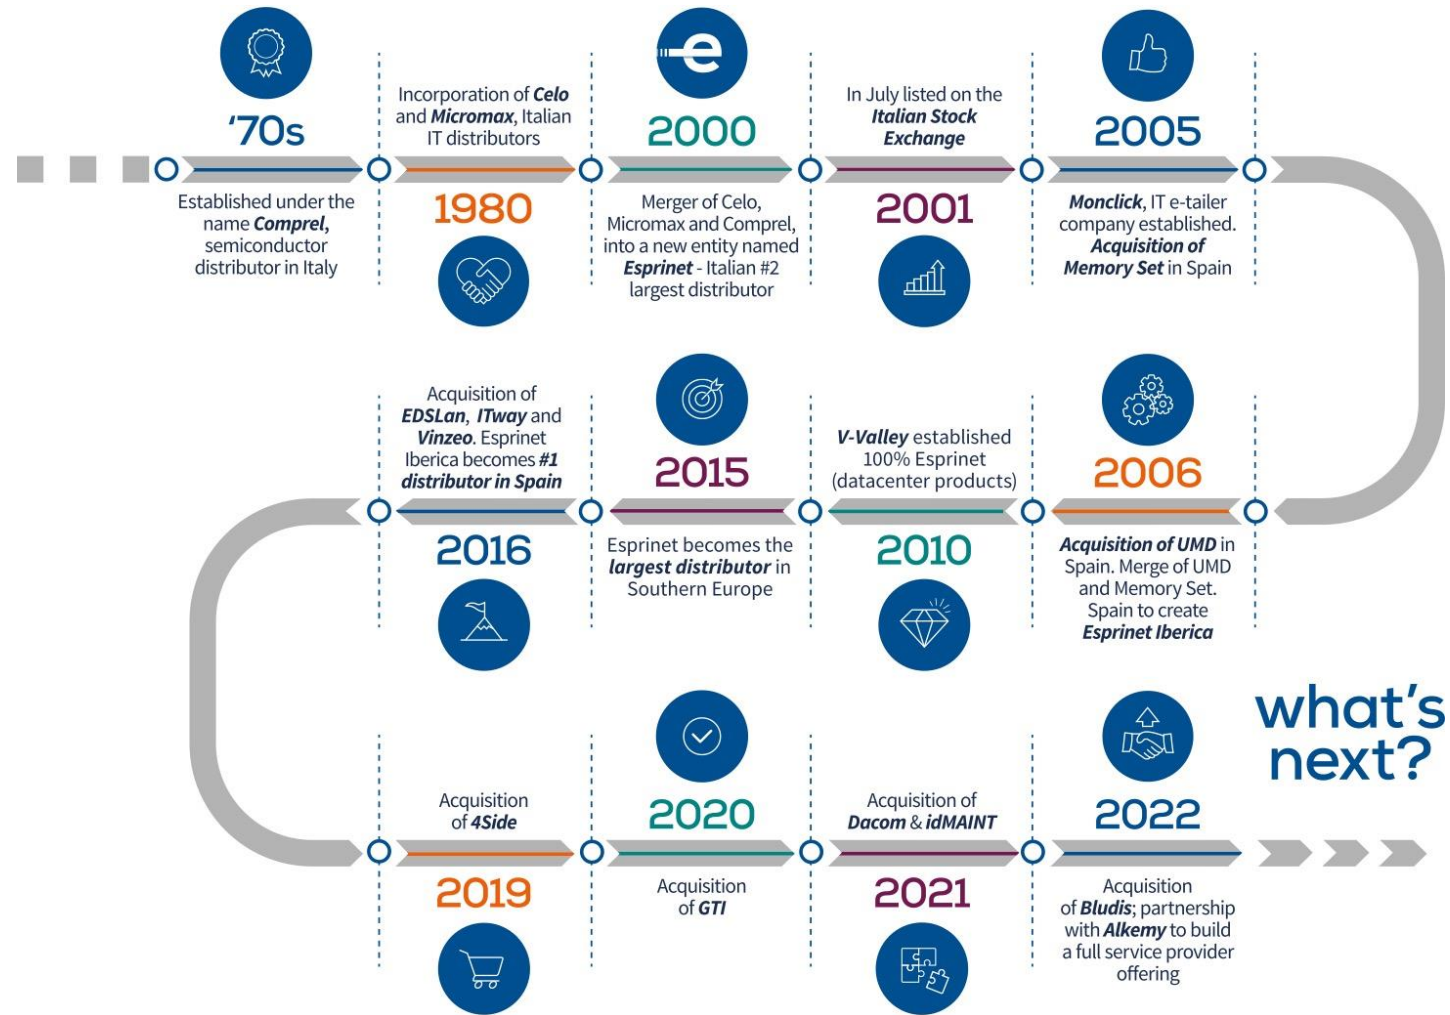 ‘70s
Established under the
name Comprel,
semiconductor
distributor in Italy
Incorporation of Celo
and Micromax, Italian
IT distributors
1980
e
2000
Merger of Celo,
Micromax and Comprel,
into a new entity named
Esprinet - Italian #2
largest distributor
In July listed on the
Italian Stock
Exchange
2001
2005
Monclick, IT e-tailer
company established.
Acquisition of
Memory Set in Spain
2006
Acquisition of UMD in
Spain. Merge of UMD
and Memory Set.
Spain to create
Esprinet Iberica
V-Valley established
100% Esprinet
(datacenter products)
2010
2015
Esprinet becomes the
largest distributor in
Southern Europe
Acquisition of
EDSLan, ITway and
Vinzeo. Esprinet
Iberica becomes #1
distributor in Spain
2016
Acquisition
of 4Side
2019
2020
Acquisition
of GTI
Acquisition of
Dacom & idMAINT
2021
2022
Acquisition
of Bludis; partnership
with Alkemy to build
a full service provider
offering
what’s
next?